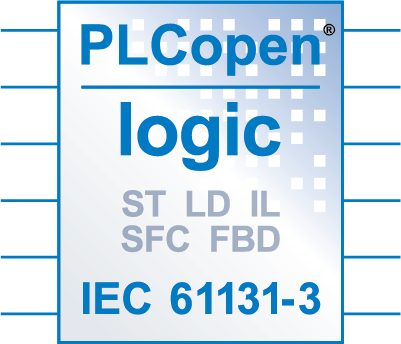 PLCopen®
logic
ST LD IL
SFC FBD
IEC 61131-3